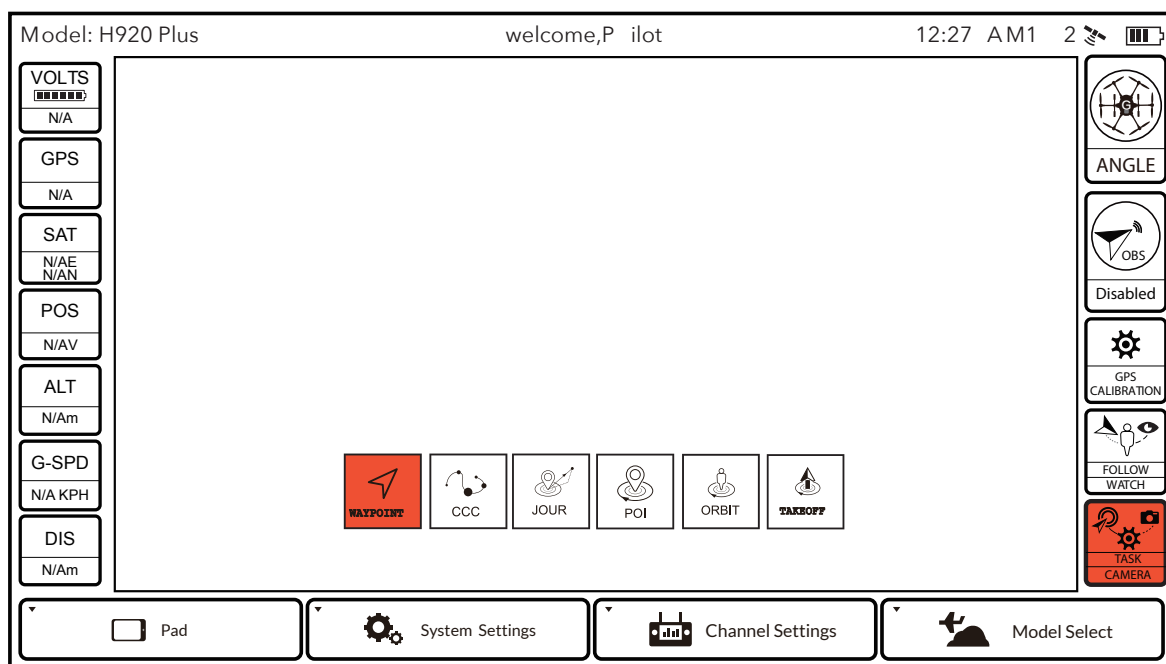 Model: H920 Plus welcome,P ilot 12:27 AM1 2
VOLTS
N/A
GPS
N/A
SAT
N/AE
N/AN
POS
N/AV
ALT
N/Am
G-SPD
N/A KPH
DIS
N/Am
WAYPOINT CCC JOUR POI ORBIT TAKEOFF
G
ANGLE
OBS
Disabled
GPS
CALIBRATION
FOLLOW
WATCH
TASK
CAMERA
Pad System Settings Channel Settings Model Select